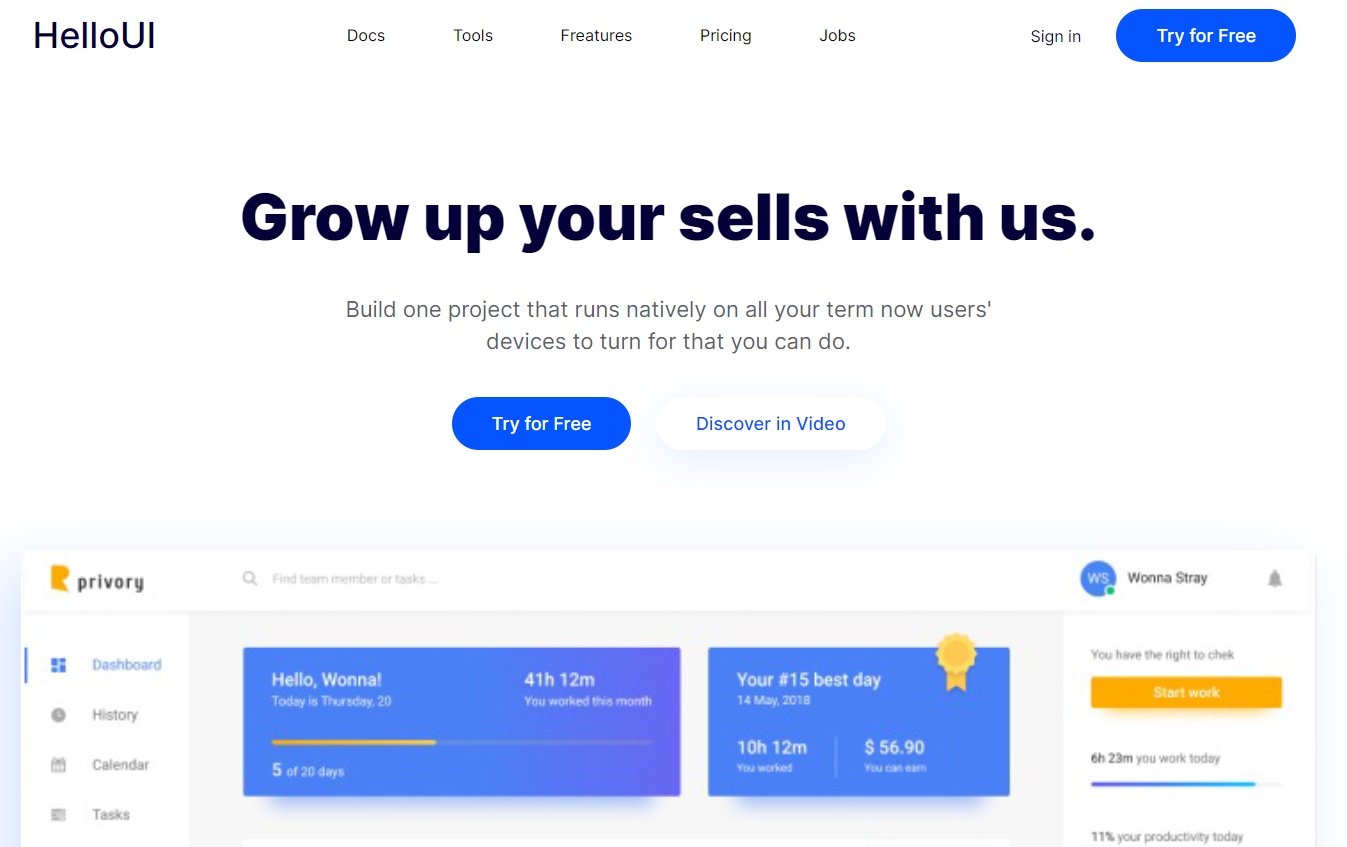 HelloUI
Docs Tools Freatures Pricing Jobs Sign in Try for Free
Grow up your sells with us.
Build one project that runs natively on all your term now users'
devices to turn for that you can do.
Try for Free Discover in Video
privory
Find team member or tasks ...
WS Wonna Stray
Dashboard
History
Calendar
Tasks
Hello, Wonna!
Today is Thursday, 20
41h 12m
You worked this month
5 of 20 days
Your #15 best day
14 May, 2018
10h 12m
You worked
$ 56.90
You can earn
You have the right to chek
Start work
6h 23m you work today
11% your productivity today